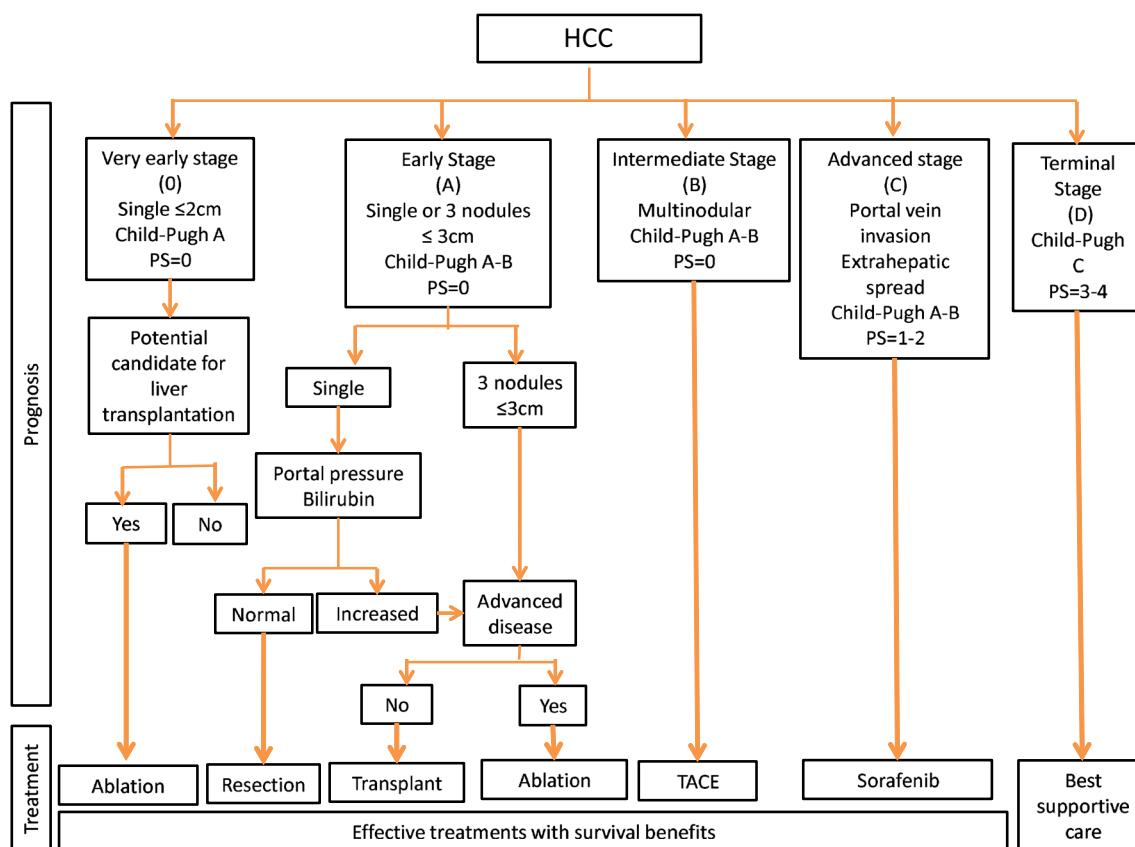 HCC
Prognosis
Very early stage
(0)
Single ≤2cm
Child-Pugh A
PS=0
Early Stage
(A)
Single or 3 nodules
≤ 3cm
Child-Pugh A-B
PS=0
Intermediate Stage
(B)
Multinodular
Child-Pugh A-B
PS=0
Advanced stage
(C)
Portal vein
invasion
Extrahepatic
spread
Child-Pugh A-B
PS=1-2
Terminal
Stage
(D)
Child-Pugh
C
PS=3-4
Potential
candidate for
liver
transplantation
Single
3 nodules
≤3cm
Portal pressure
Bilirubin
Yes
No
Normal
Increased
Advanced
disease
No
Yes
Treatment
Ablation
Resection
Transplant
Ablation
TACE
Sorafenib
Best
supportive
care
Effective treatments with survival benefits